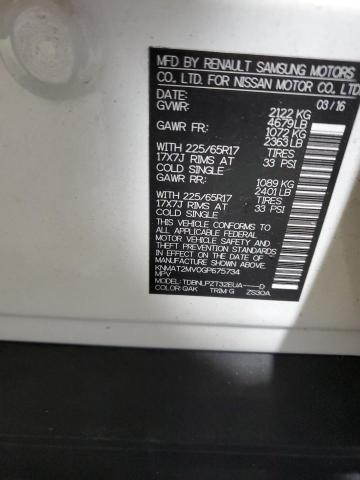 MFD BY RENAULT SAMSUNG MOTORS
CO. LTD. FOR NISSAN MOTOR CO. LTD.
DATE: 03/16
GVWR: 2122 KG
4679LB
GAWR FR: 1072 KG
2363 LB
WITH 225/65R17 TIRES
17X7J RIMS AT 33 PSI
COLD SINGLE
GAWR RR: 1089 KG
2401 LB
WITH 225/65R17 TIRES
17X7J RIMS AT 33 PSI
COLD SINGLE
THIS VEHICLE CONFORMS TO
ALL APPLICABLE FEDERAL
MOTOR VEHICLE SAFETY, AND
THEFT PREVENTION STANDARDS
IN EFFECT ON THE DATE OF
MANUFACTURE SHOWN ABOVE.
KNMAT2MV0GP675734
MPV
MODEL: TDBNLPZT32EUA----D
COLOR: QAK TRIM: G ZS30A